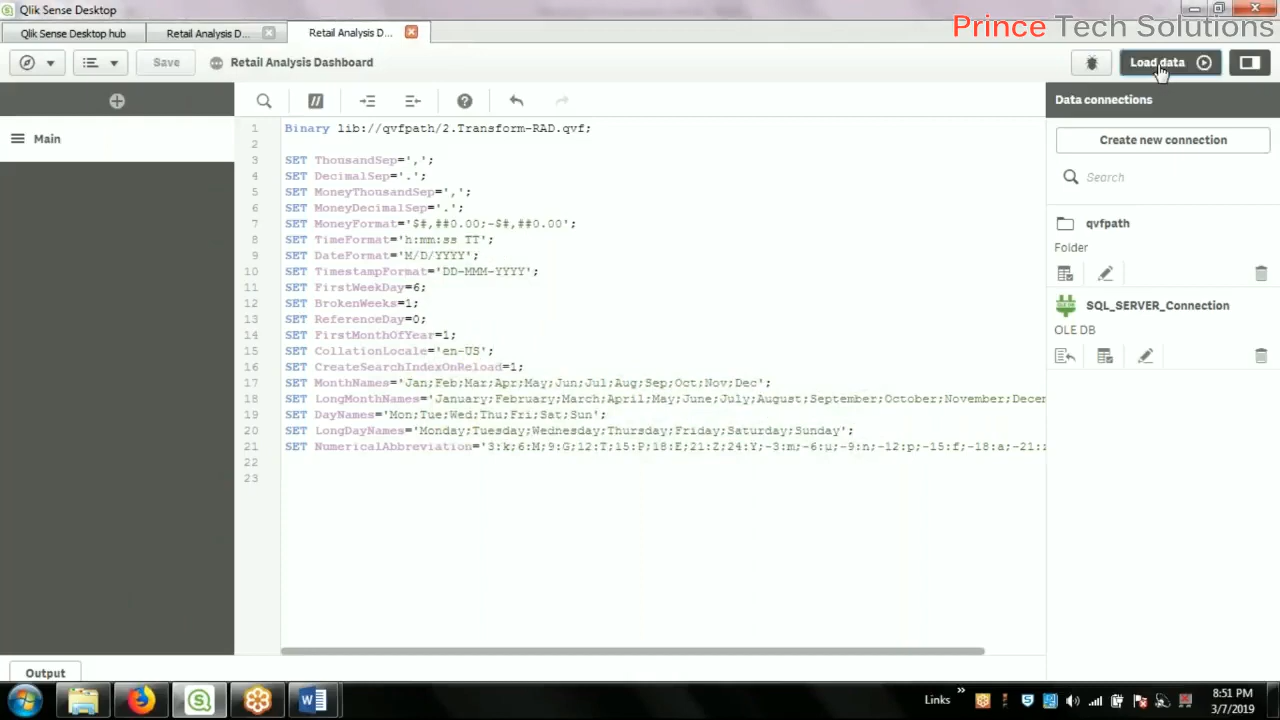 Qlik Sense Desktop
Prince Tech Solutions
Qlik Sense Desktop hub
Retail Analysis D...
Retail Analysis D...
Save
Retail Analysis Dashboard
Load data
Main
Data connections
Create new connection
Search
qvfpath
Folder
SQL_SERVER_Connection
OLE DB
1 Binary lib://qvfpath/2.Transform-RAD.qvf;
2
3 SET ThousandSep=',';
4 SET DecimalSep='.';
5 SET MoneyThousandSep=',';
6 SET MoneyDecimalSep='.';
7 SET MoneyFormat='$#,##0.00;-$#,##0.00';
8 SET TimeFormat='h:mm:ss TT';
9 SET DateFormat='M/D/YYYY';
10 SET TimestampFormat='DD-MMM-YYYY';
11 SET FirstWeekDay=6;
12 SET BrokenWeeks=1;
13 SET ReferenceDay=0;
14 SET FirstMonthOfYear=1;
15 SET CollationLocale='en-US';
16 SET CreateSearchIndexOnReload=1;
17 SET MonthNames='Jan;Feb;Mar;Apr;May;Jun;Jul;Aug;Sep;Oct;Nov;Dec';
18 SET LongMonthNames='January;February;March;April;May;June;July;August;September;October;November;Decem
19 SET DayNames='Mon;Tue;Wed;Thu;Fri;Sat;Sun';
20 SET LongDayNames='Monday;Tuesday;Wednesday;Thursday;Friday;Saturday;Sunday';
21 SET NumericalAbbreviation='3:k;6:M;9:G;12:T;15:P;18:E;21:Z;24:Y;-3:m;-6:μ;-9:n;-12:p;-15:f;-18:a;-21:z
22
23
Output
Links
8:51 PM
3/7/2019